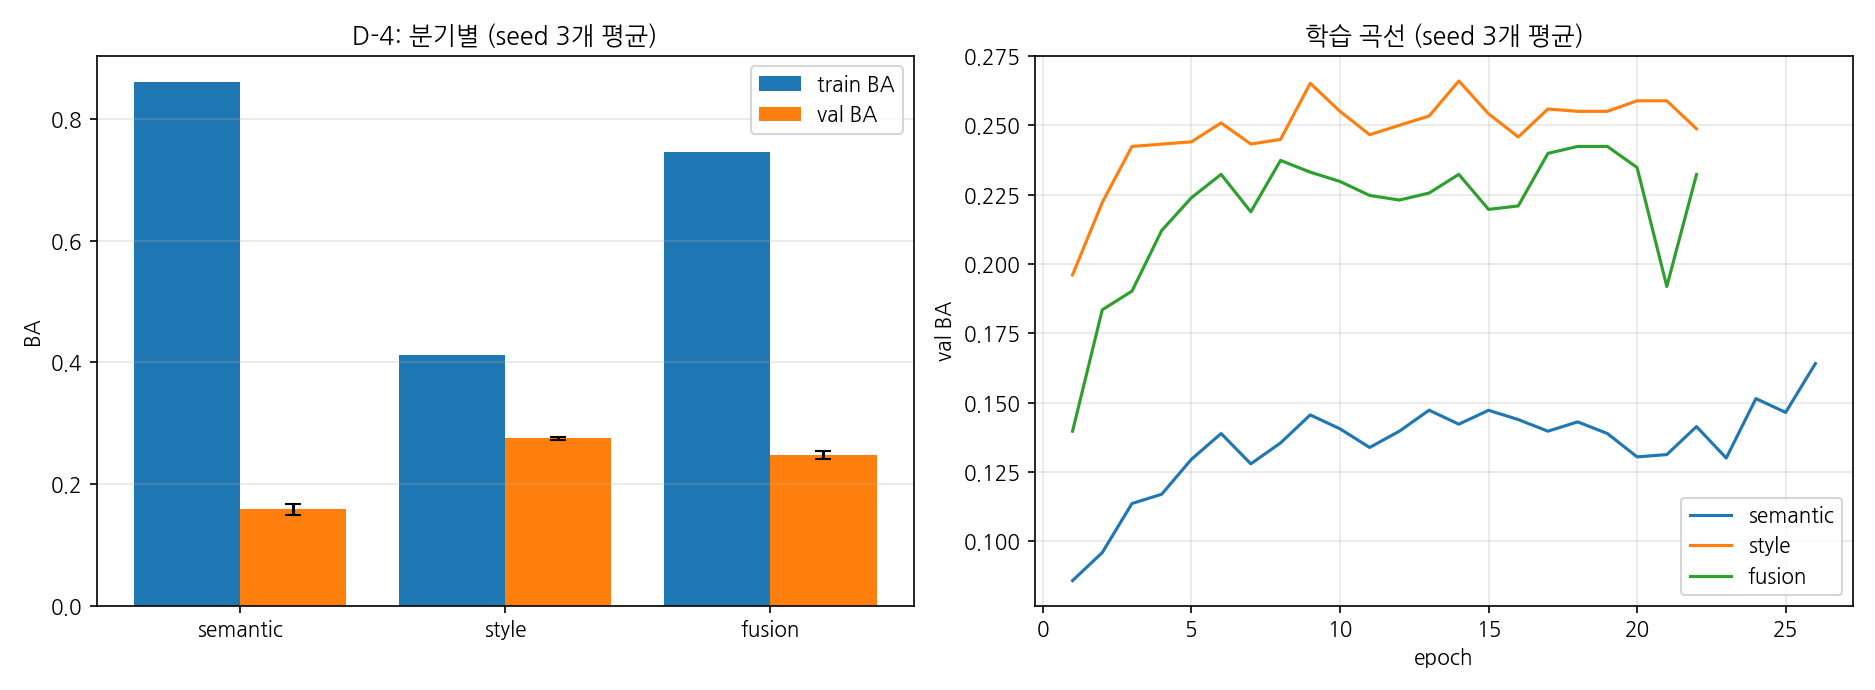 D-4: 분기별 (seed 3개 평균)
train BA
val BA
BA
0.8
0.6
0.4
0.2
0.0
semantic
style
fusion
학습 곡선 (seed 3개 평균)
val BA
0.275
0.250
0.225
0.200
0.175
0.150
0.125
0.100
semantic
style
fusion
0
5
10
15
20
25
epoch